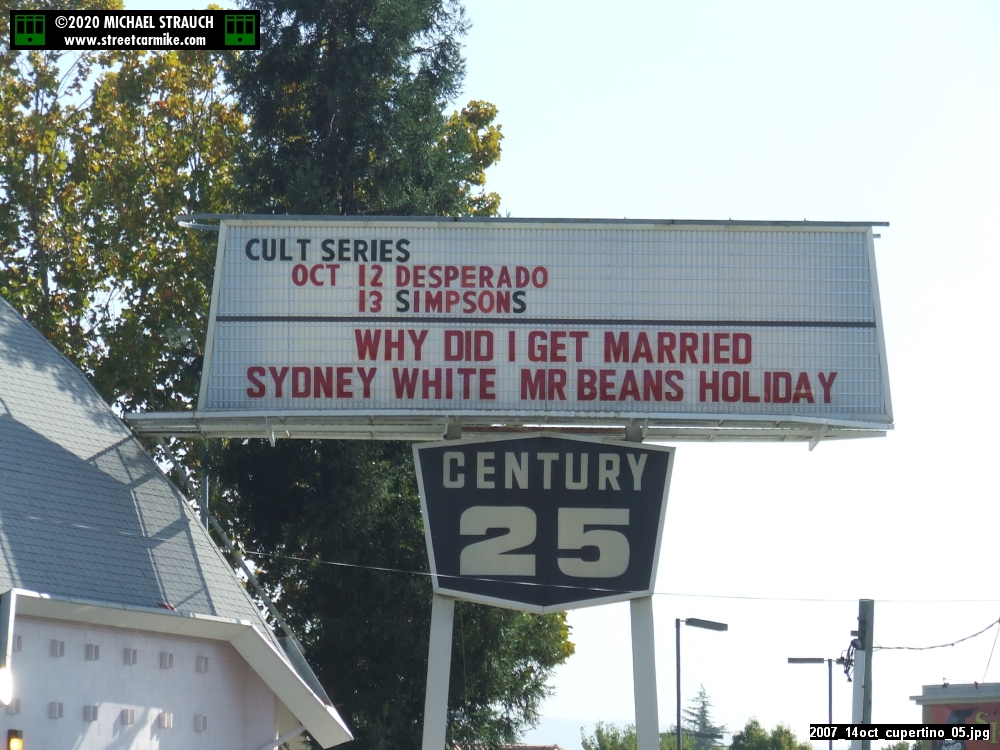 ©2020 MICHAEL STRAUCH
www.streetcarmike.com
CULT SERIES
OCT 12 DESPERADO
13 SIMPSONS
WHY DID I GET MARRIED
SYDNEY WHITE MR BEANS HOLIDAY
CENTURY
25
2007_14oct_cupertino_05.jpg